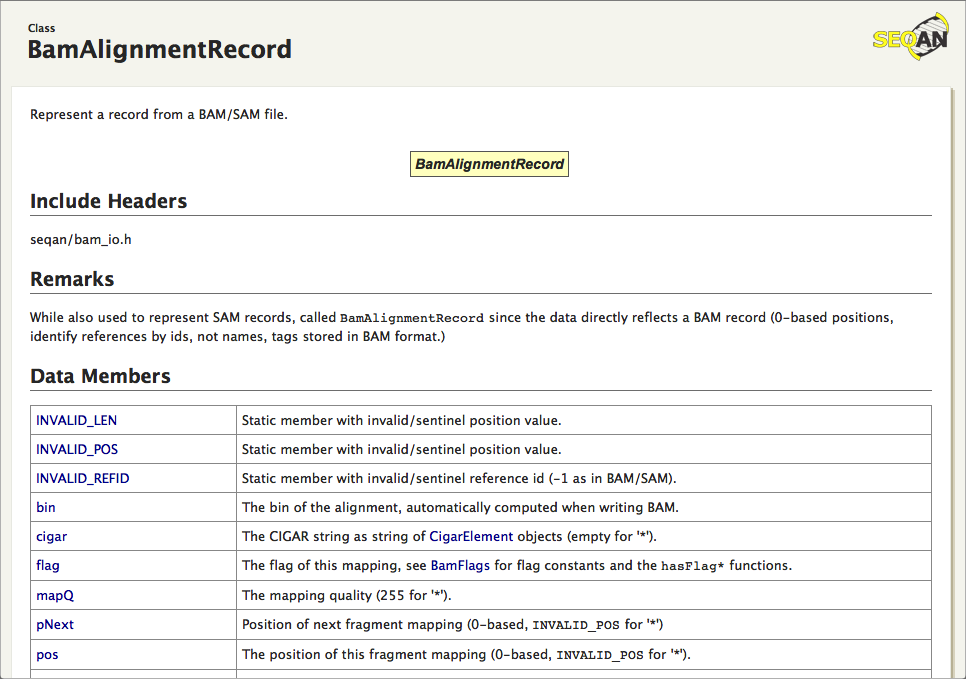 Class
BamAlignmentRecord
SEQAN
Represent a record from a BAM/SAM file.
BamAlignmentRecord
Include Headers
seqan/bam_io.h
Remarks
While also used to represent SAM records, called BamAlignmentRecord since the data directly reflects a BAM record (0-based positions,
identify references by ids, not names, tags stored in BAM format.)
Data Members
INVALID_LEN Static member with invalid/sentinel position value.
INVALID_POS Static member with invalid/sentinel position value.
INVALID_REFID Static member with invalid/sentinel reference id (-1 as in BAM/SAM).
bin The bin of the alignment, automatically computed when writing BAM.
cigar The CIGAR string as string of CigarElement objects (empty for '*').
flag The flag of this mapping, see BamFlags for flag constants and the hasFlag* functions.
mapQ The mapping quality (255 for '*').
pNext Position of next fragment mapping (0-based, INVALID_POS for '*')
pos The position of this fragment mapping (0-based, INVALID_POS for '*').